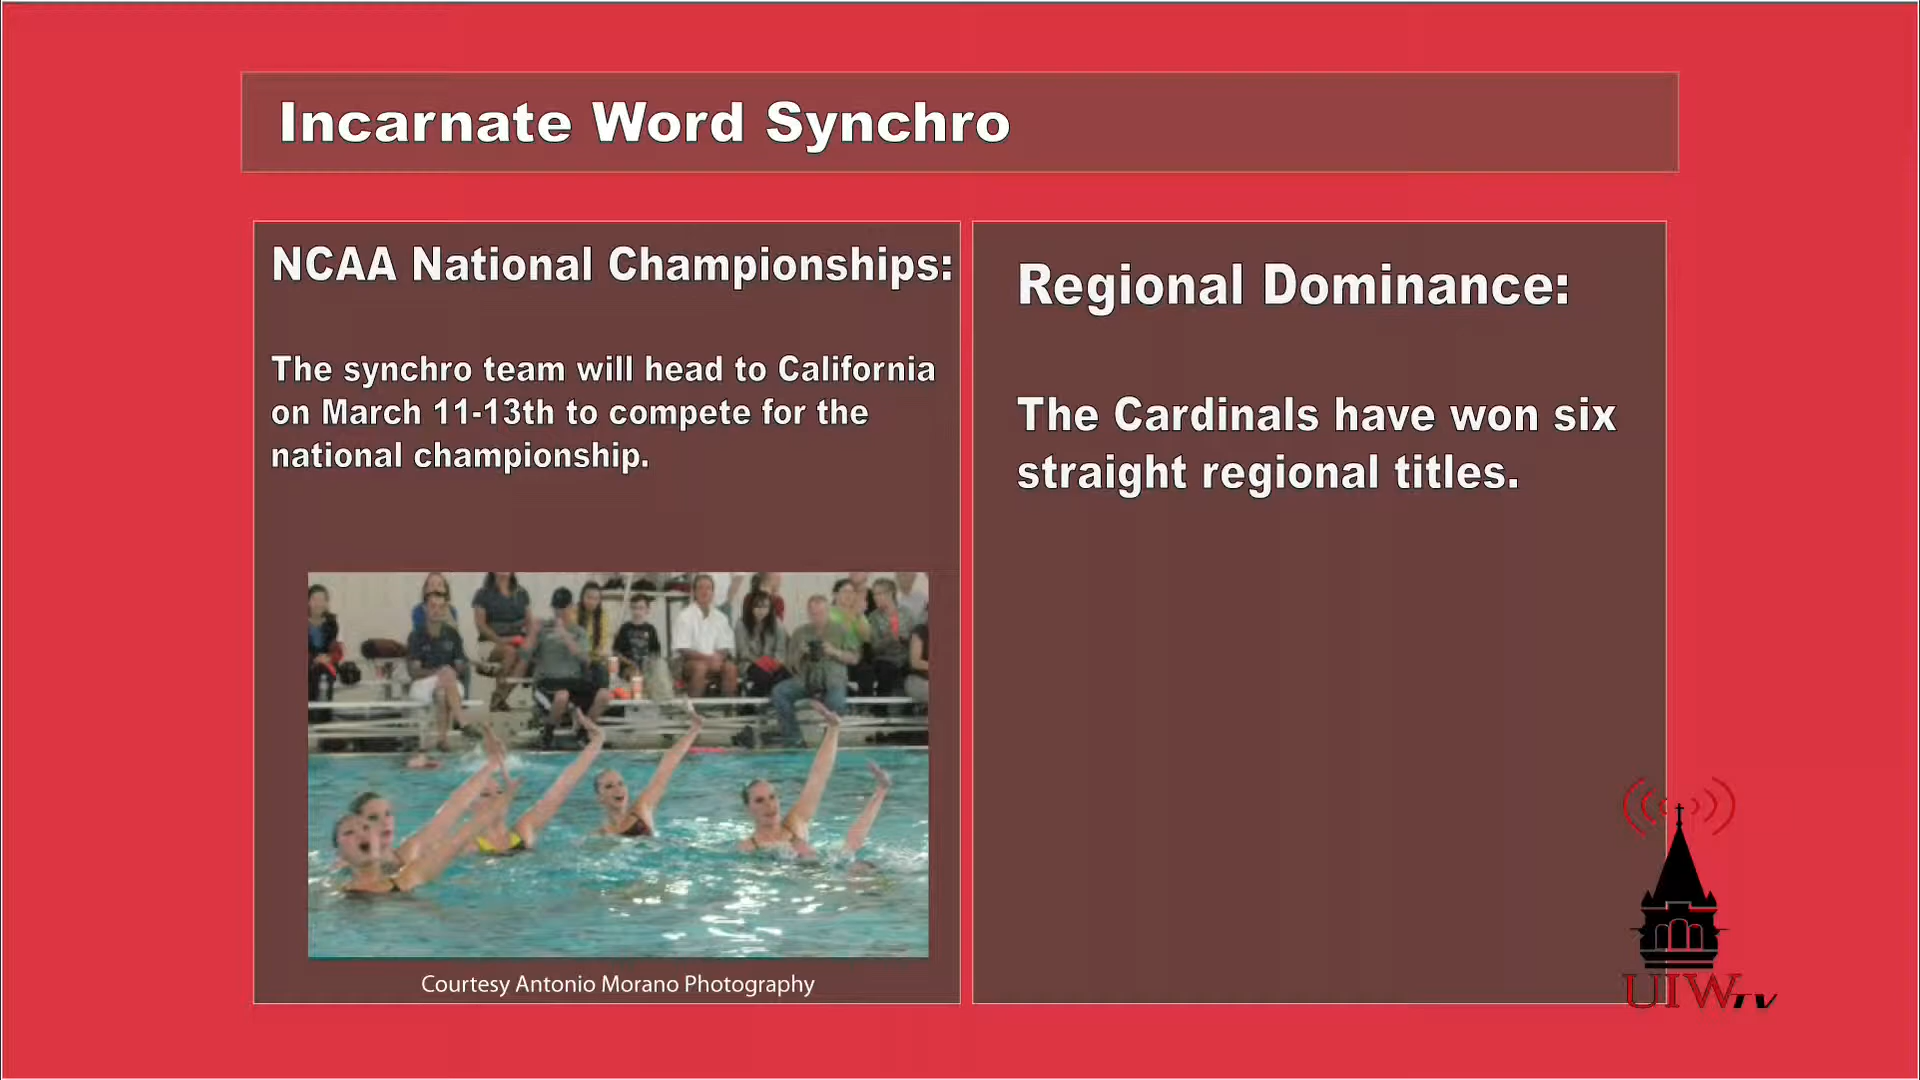 Incarnate Word Synchro
NCAA National Championships:
The synchro team will head to California
on March 11-13th to compete for the
national championship.
Courtesy Antonio Morano Photography
Regional Dominance:
The Cardinals have won six
straight regional titles.
UIWTV